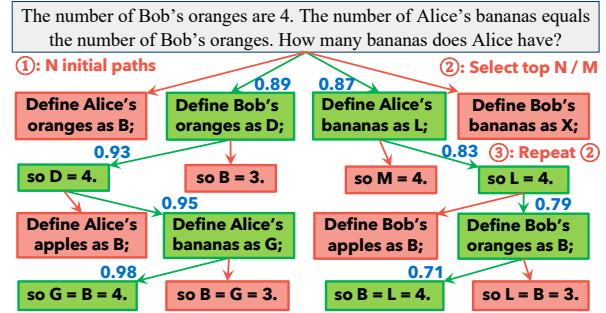 The number of Bob's oranges are 4. The number of Alice's bananas equals
the number of Bob's oranges. How many bananas does Alice have?
①: N initial paths
②: Select top N / M
0.89
0.87
Define Alice's
oranges as B;
Define Bob's
oranges as D;
Define Alice's
bananas as L;
Define Bob's
bananas as X;
0.93
0.83
③: Repeat ②
so D = 4.
so B = 3.
so M = 4.
so L = 4.
0.95
0.79
Define Alice's
apples as B;
Define Alice's
bananas as G;
Define Bob's
apples as B;
Define Bob's
oranges as B;
0.98
0.71
so G = B = 4.
so B = G = 3.
so B = L = 4.
so L = B = 3.